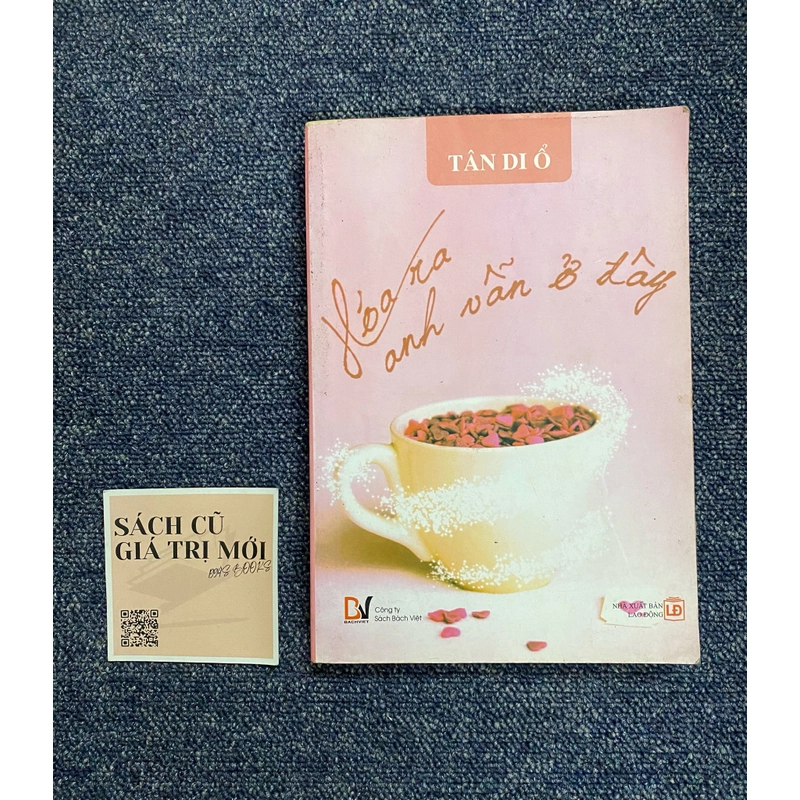 TÂN DI Ổ
Hóa ra
anh vẫn ở đây
SÁCH CŨ
GIÁ TRỊ MỚI
BACHVIET
Công ty
Sách Bách Việt
NHÀ XUẤT BẢN
LAO ĐỘNG
LĐ